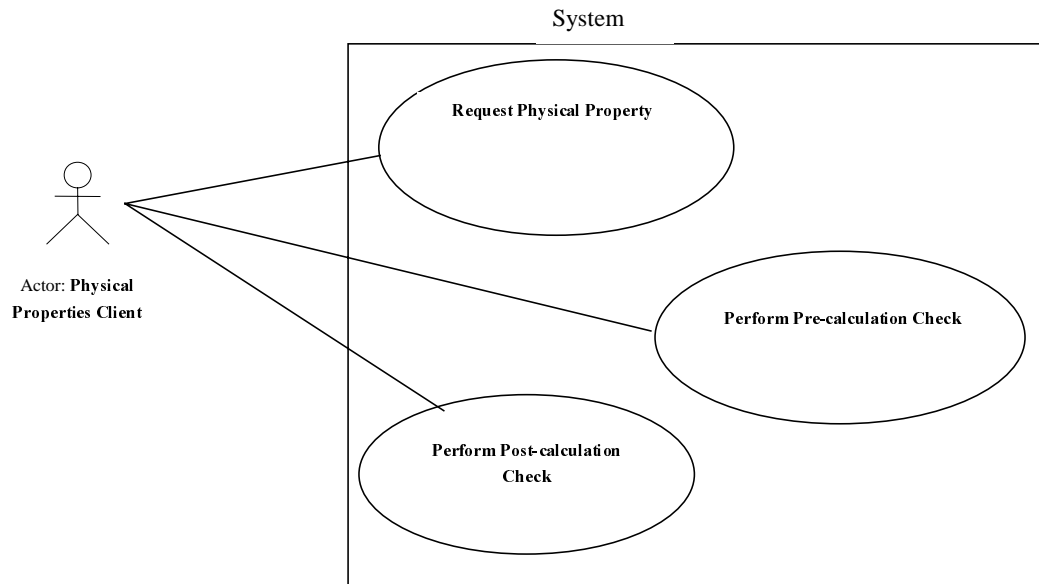 System
Request Physical Property
Actor: Physical
Properties Client
Perform Pre-calculation Check
Perform Post-calculation
Check